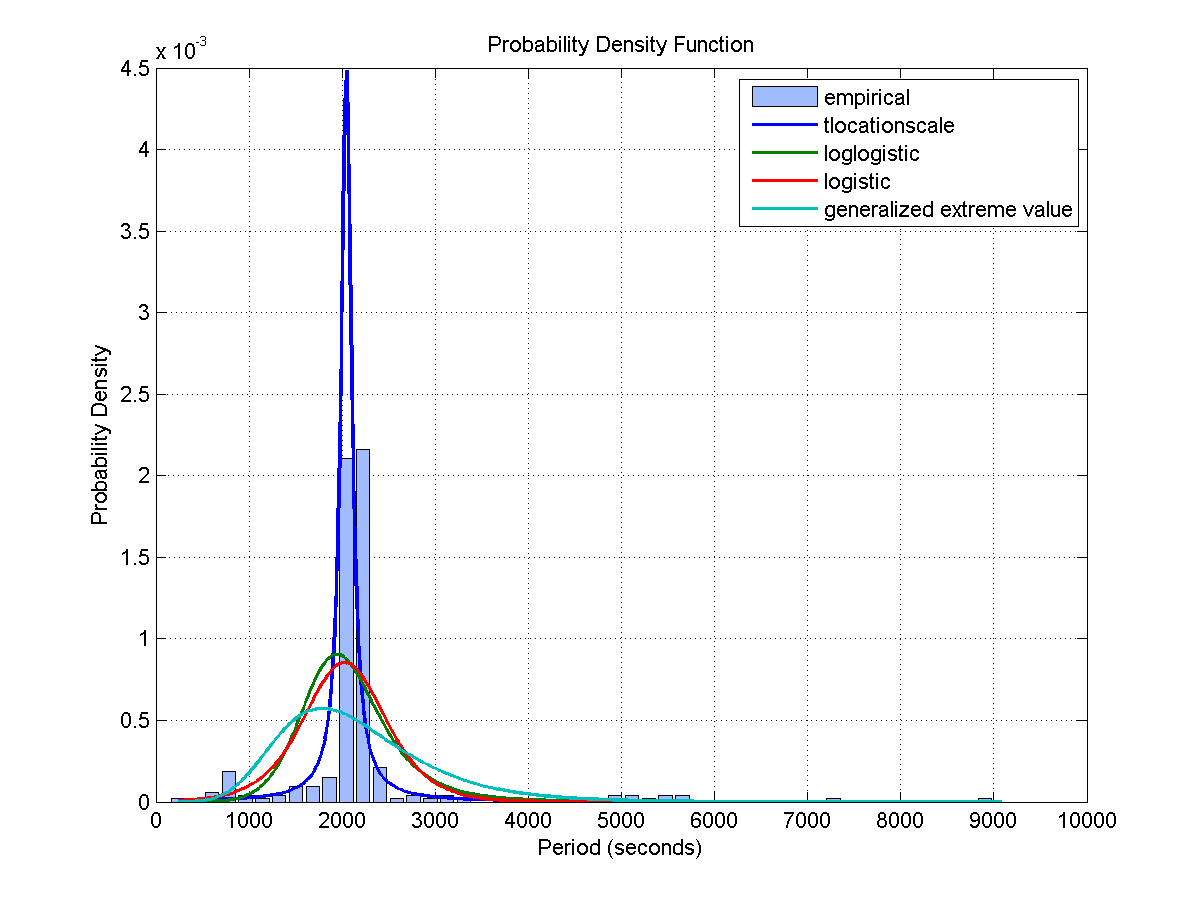 Probability Density Function
x 10-3
4.5
4
3.5
3
2.5
2
1.5
1
0.5
0
Probability Density
empirical
tlocationscale
loglogistic
logistic
generalized extreme value
0 1000 2000 3000 4000 5000 6000 7000 8000 9000 10000
Period (seconds)